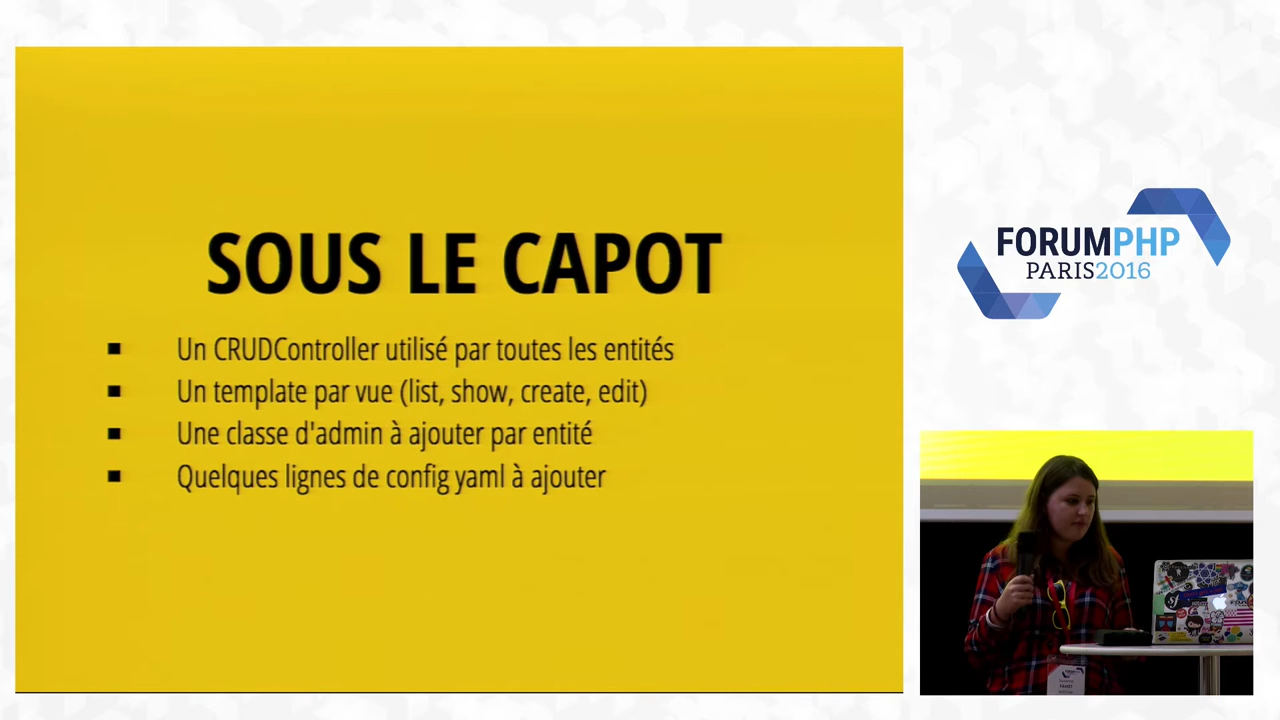 SOUS LE CAPOT
Un CRUDController utilisé par toutes les entités
Un template par vue (list, show, create, edit)
Une classe d'admin à ajouter par entité
Quelques lignes de config yaml à ajouter
FORUMPHP
PARIS2016